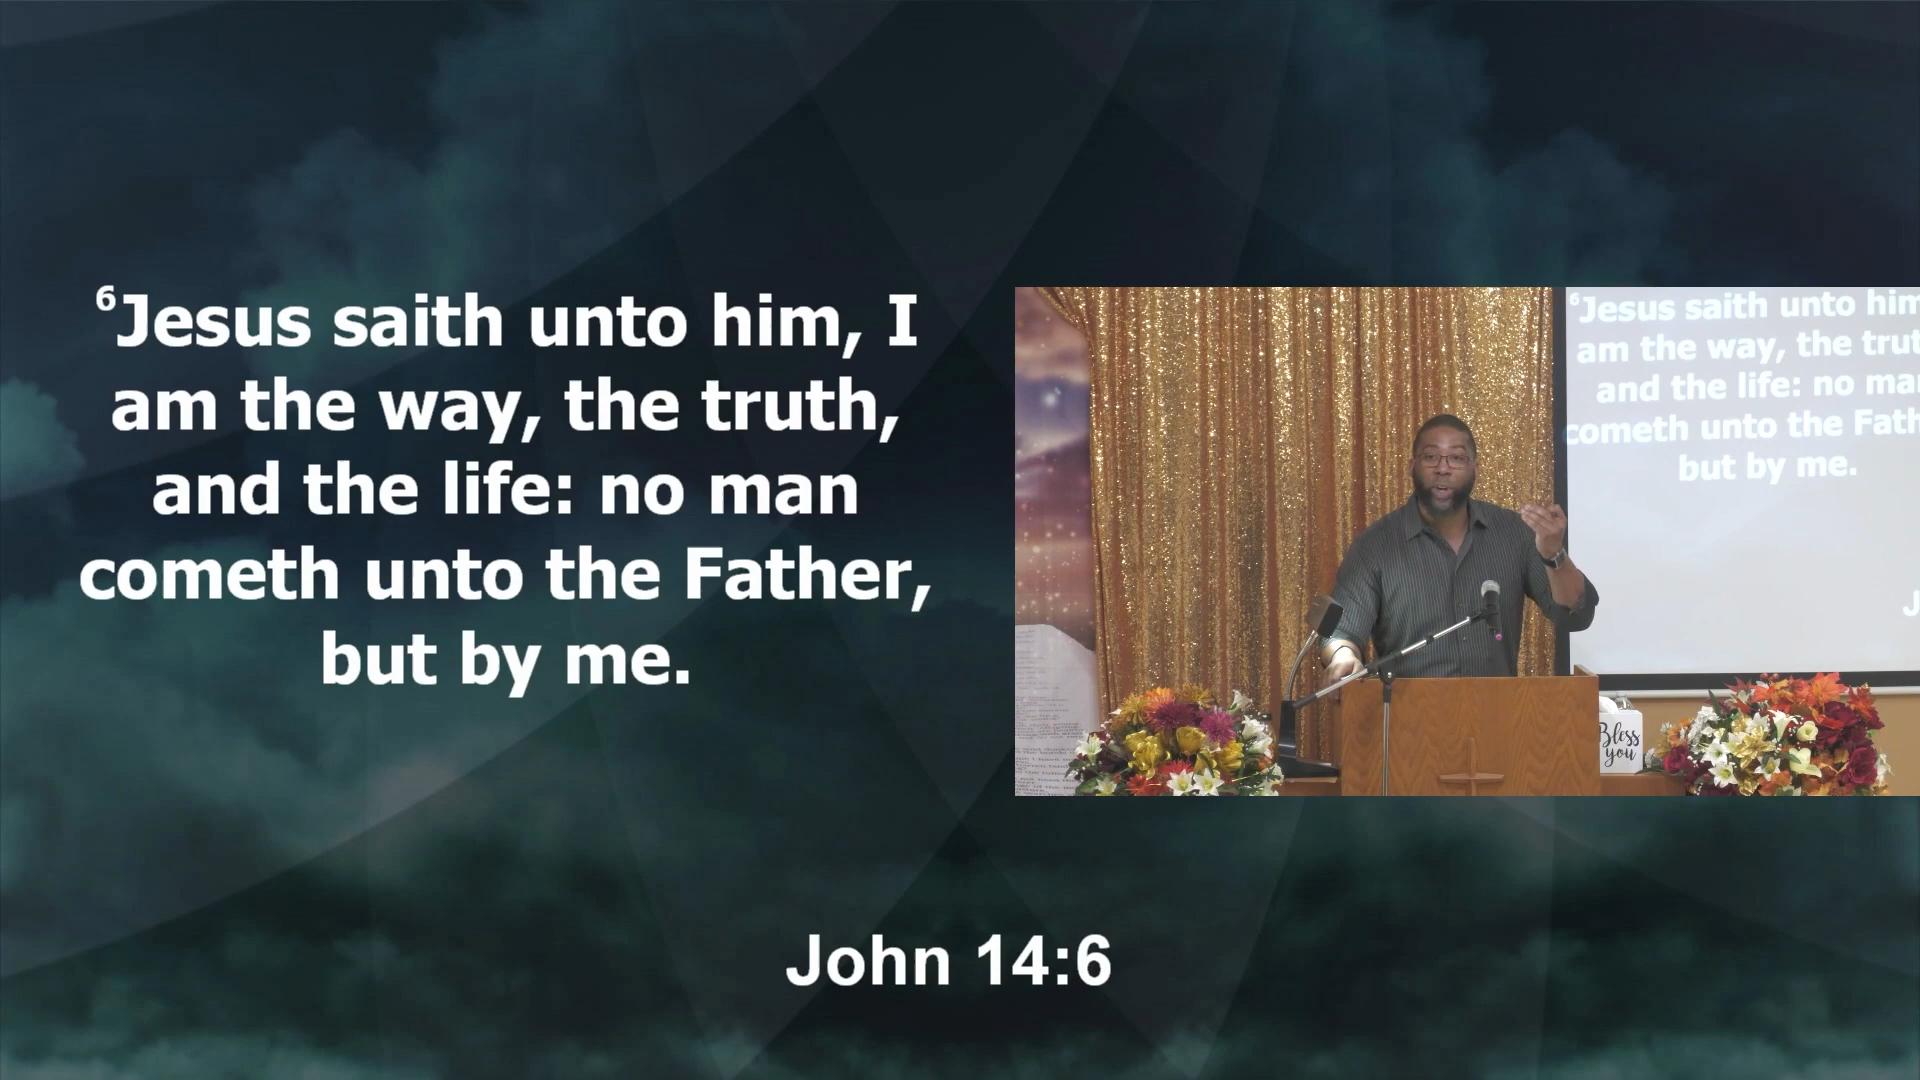 ⁶Jesus saith unto him, I
am the way, the truth,
and the life: no man
cometh unto the Father,
but by me.
John 14:6
⁶Jesus saith unto him
am the way, the trut
and the life: no ma
cometh unto the Fath
but by me.
J
Bless
you